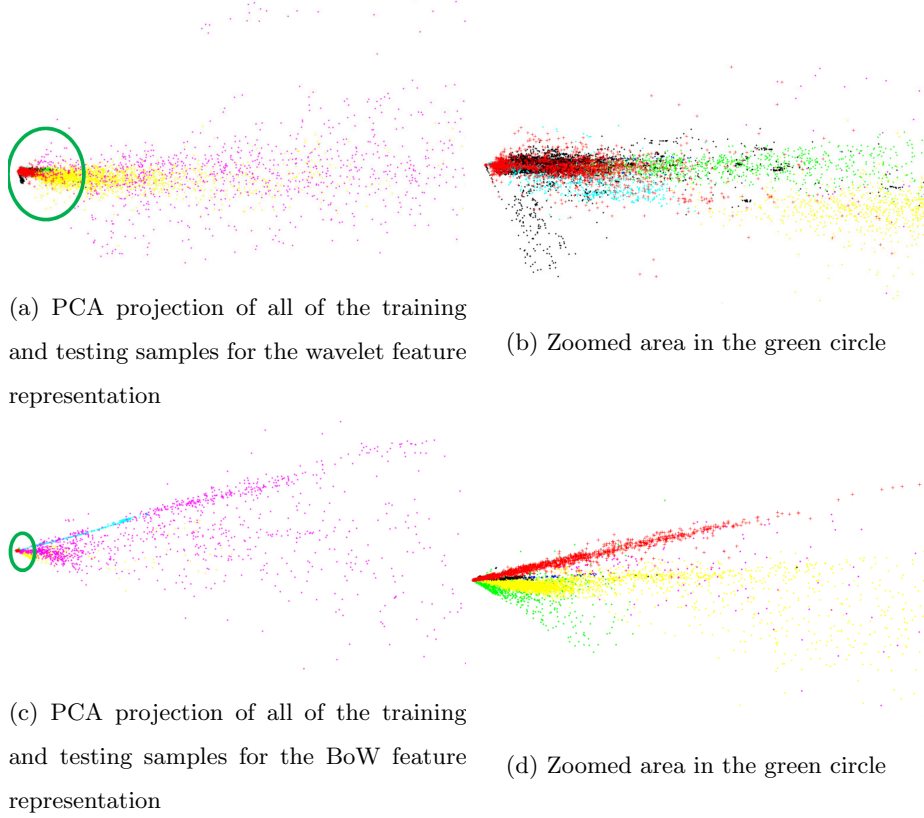 (a) PCA projection of all of the training
and testing samples for the wavelet feature
representation
(b) Zoomed area in the green circle
(c) PCA projection of all of the training
and testing samples for the BoW feature
representation
(d) Zoomed area in the green circle